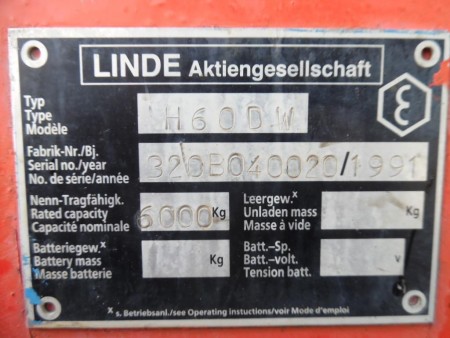 LINDE Aktiengesellschaft
Typ
Type
Modèle
H60DW
Fabrik-Nr./Bj.
Serial no./year
No. de série/année
320E040020/1991
Nenn-Tragfähigk.
Rated capacity
Capacité nominale
6000 Kg
Leergew.x
Unladen mass
Masse à vide
Kg
Batteriegew.x
Battery mass
Masse batterie
Kg
Batt.-Sp.
Batt.-volt.
Tension batt.
v
x s. Betriebsanl./see Operating instuctions/voir Mode d'emploi